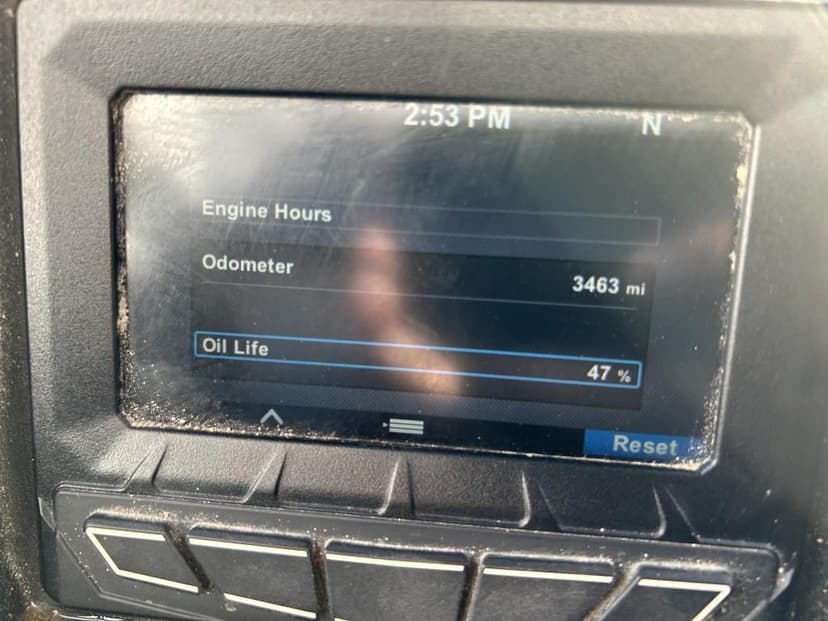 2:53 PM N
Engine Hours
Odometer
3463 mi
Oil Life
47 %
Reset